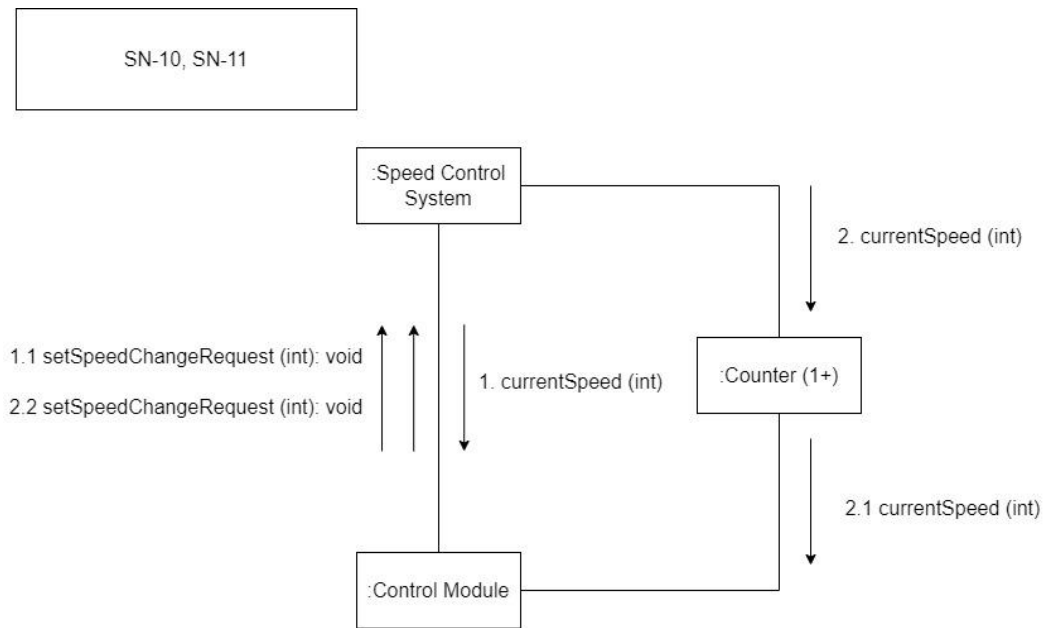 SN-10, SN-11
:Speed Control
System
2. currentSpeed (int)
1.1 setSpeedChangeRequest (int): void
1. currentSpeed (int)
:Counter (1+)
2.2 setSpeedChangeRequest (int): void
2.1 currentSpeed (int)
:Control Module